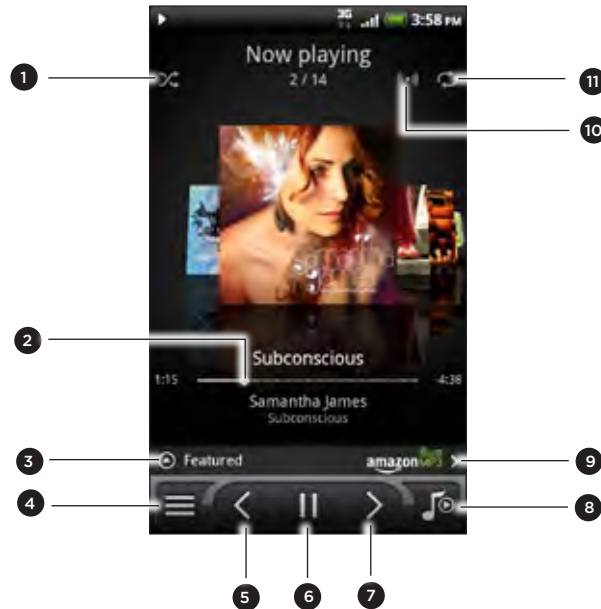 3G 3:58 PM
Now playing
2 / 14
1
11
10
Subconscious
2
1:15 -4:38
Samantha James
Subconscious
3 Featured amazon MP3 9
4
8
5 6 7